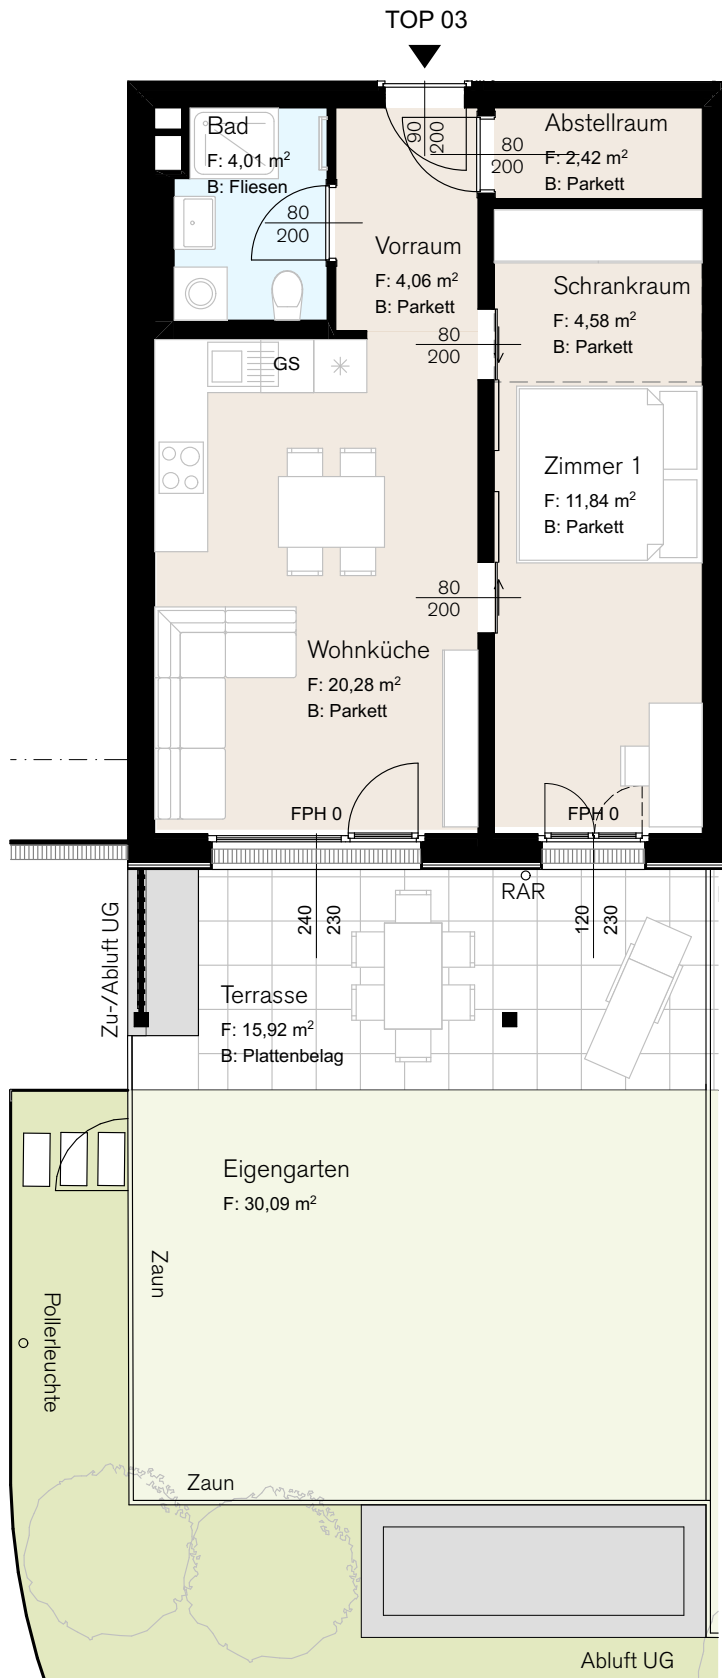 TOP 03
90
200
Bad
F: 4,01 m²
B: Fliesen
Abstellraum
F: 2,42 m²
B: Parkett
80
200
80
200
Vorraum
F: 4,06 m²
B: Parkett
Schrankraum
F: 4,58 m²
B: Parkett
80
200
GS
Zimmer 1
F: 11,84 m²
B: Parkett
80
200
Wohnküche
F: 20,28 m²
B: Parkett
FPH 0
FPH 0
RAR
240
230
120
230
Zu-/Abluft UG
Terrasse
F: 15,92 m²
B: Plattenbelag
Eigengarten
F: 30,09 m²
Zaun
Pollerleuchte
Zaun
Abluft UG